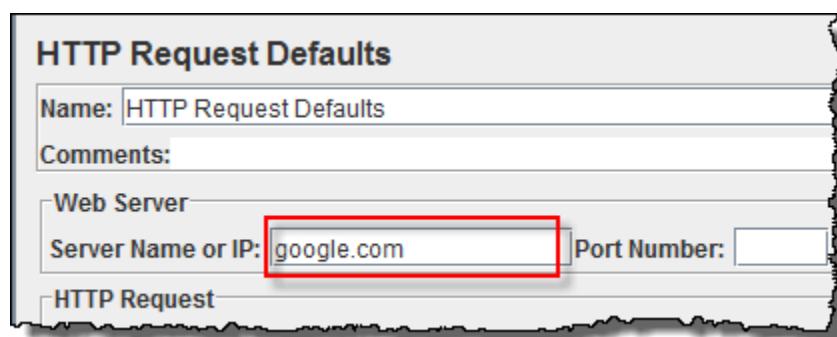 HTTP Request Defaults
Name: HTTP Request Defaults
Comments:
Web Server
Server Name or IP: google.com Port Number:
HTTP Request